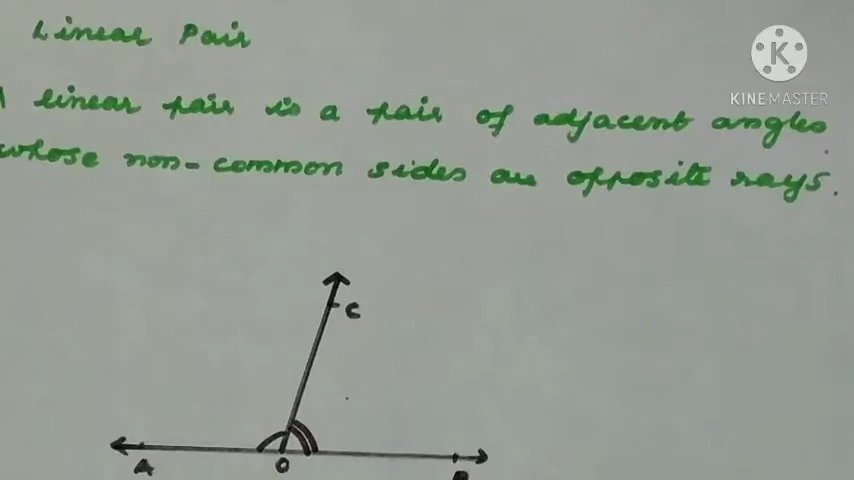 Linear Pair
linear pair is a pair of adjacent angles
whose non-common sides are opposite rays.
C
A
O
K
KINEMASTER